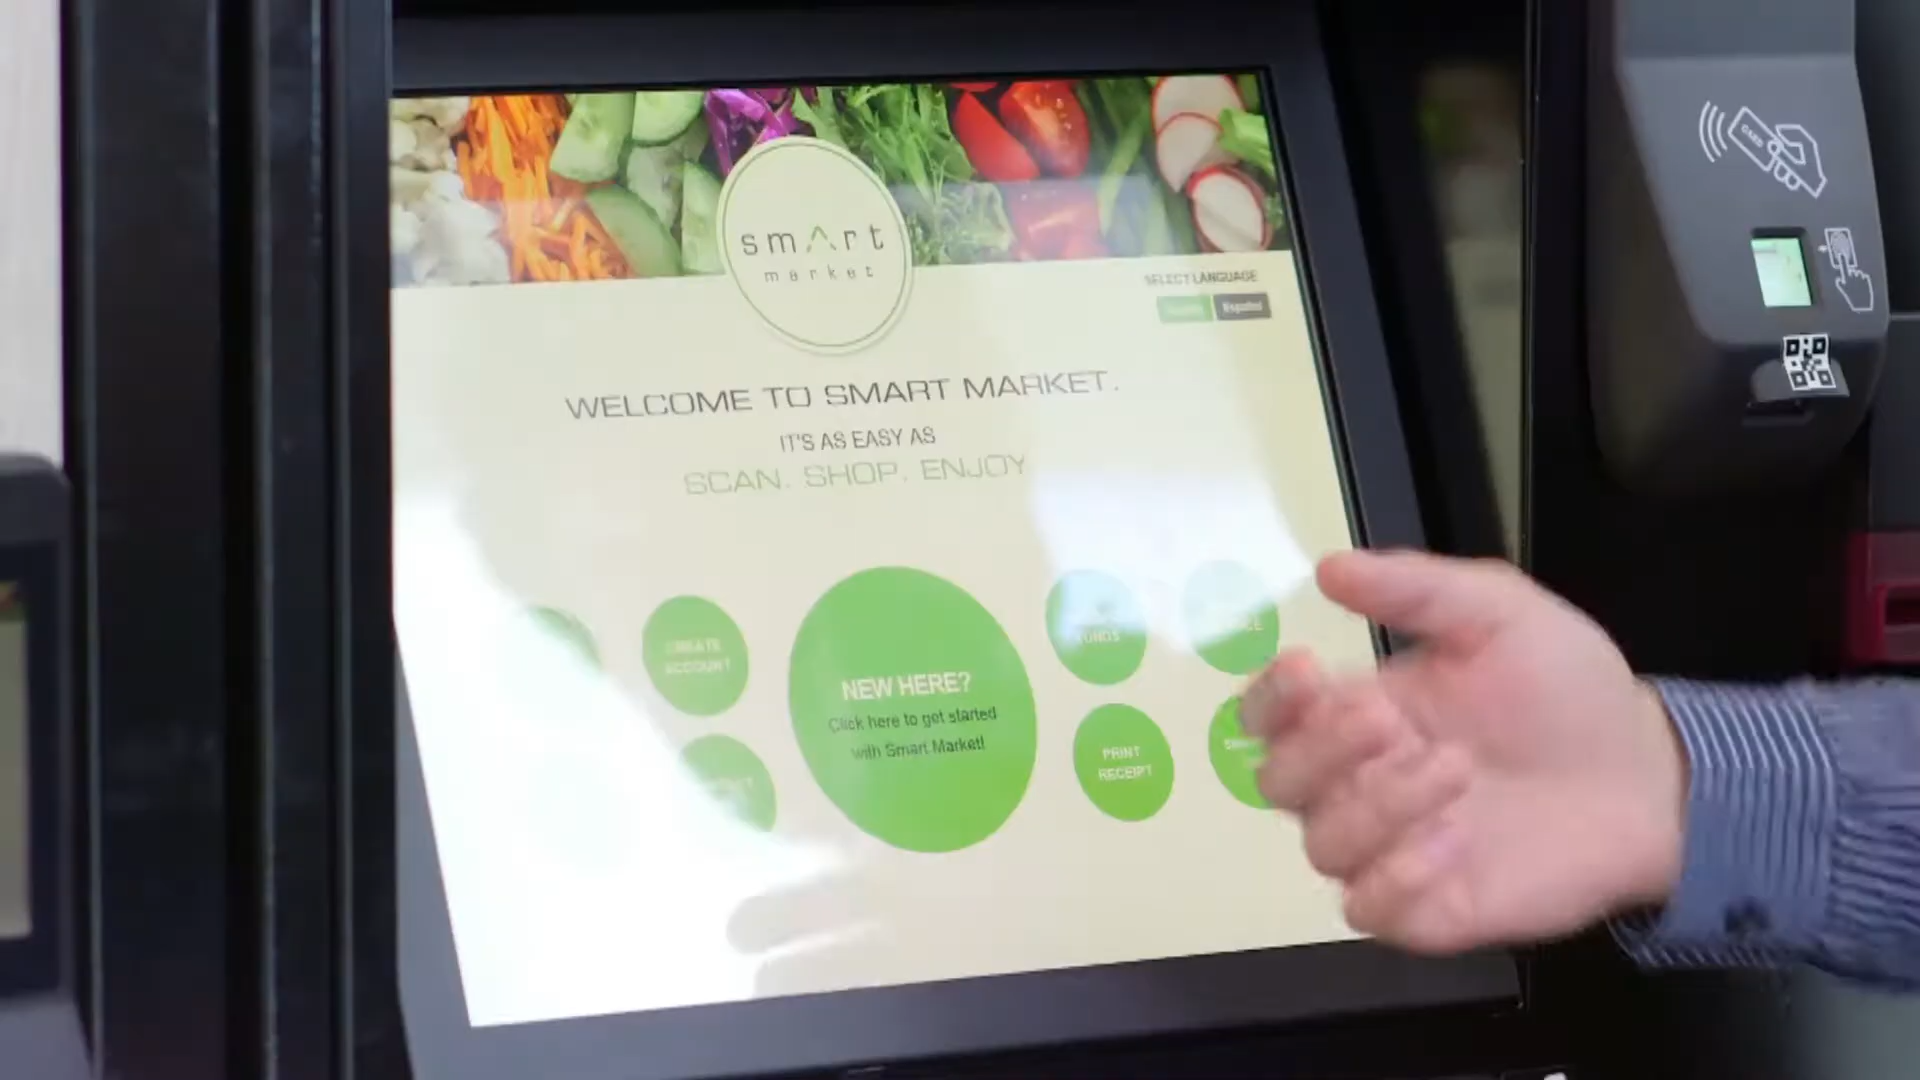 smart
market
SELECT LANGUAGE
Español
WELCOME TO SMART MARKET.
IT'S AS EASY AS
SCAN. SHOP. ENJOY
CREATE
ACCOUNT
NEW HERE?
Click here to get started
with Smart Market!
PRINT
RECEIPT
CARD